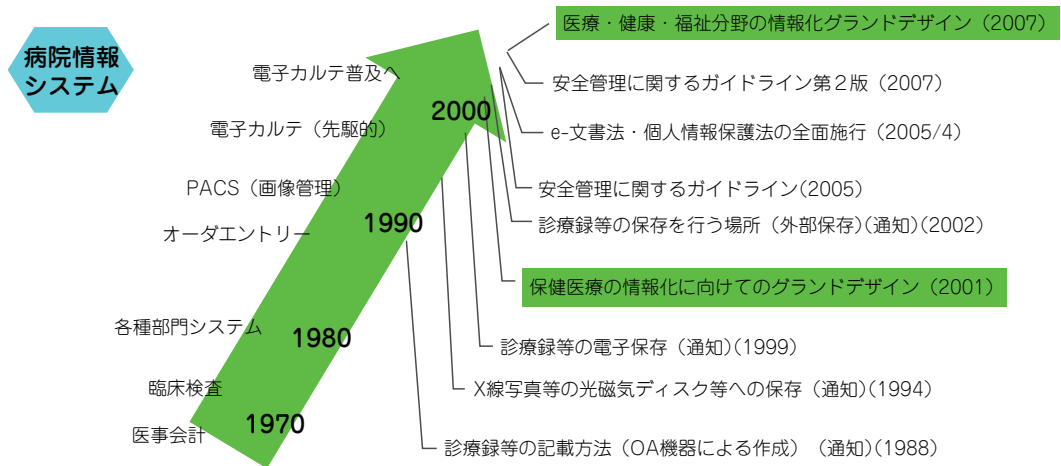 病院情報
システム
医療・健康・福祉分野の情報化グランドデザイン（2007）
電子カルテ普及へ
安全管理に関するガイドライン第２版（2007）
2000
電子カルテ（先駆的）
e-文書法・個人情報保護法の全面施行（2005/4）
PACS（画像管理）
安全管理に関するガイドライン(2005)
1990
オーダエントリー
診療録等の保存を行う場所（外部保存）(通知)(2002)
保健医療の情報化に向けてのグランドデザイン（2001）
各種部門システム
1980
診療録等の電子保存（通知）(1999)
臨床検査
X線写真等の光磁気ディスク等への保存（通知）(1994)
1970
医事会計
診療録等の記載方法（OA機器による作成）（通知）(1988)